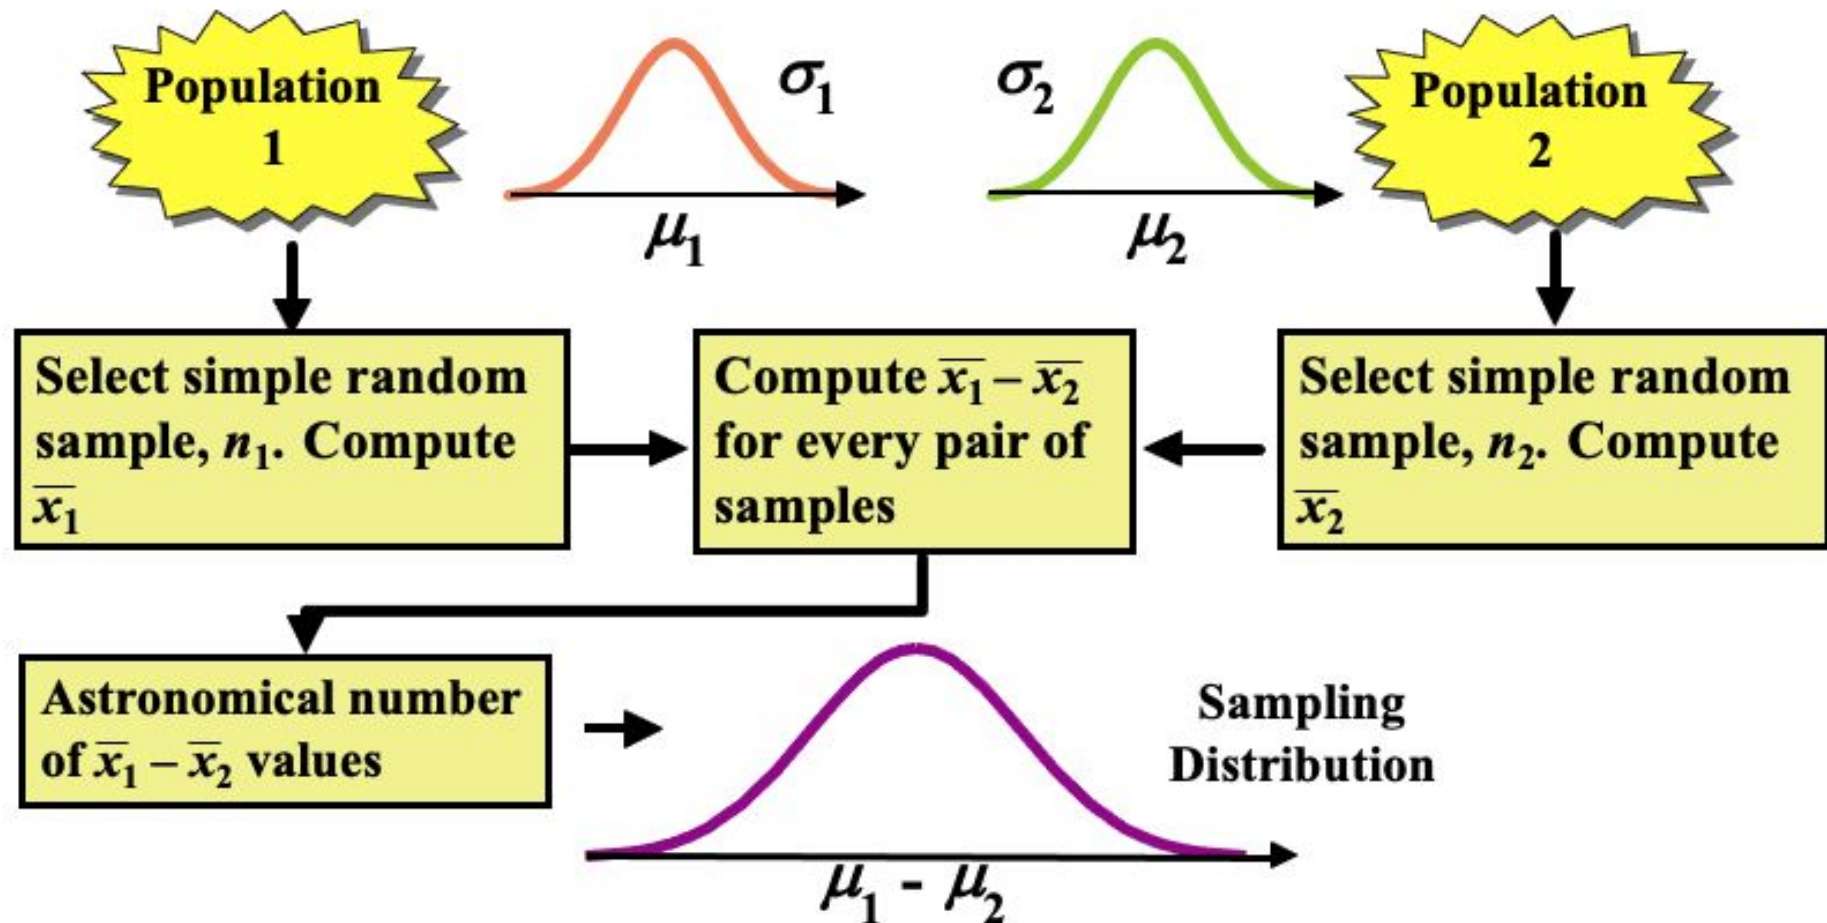 Population
1
σ₁
σ₂
Population
2
μ₁
μ₂
Select simple random
sample, n₁. Compute
x̅₁
Compute x̅₁ – x̅₂
for every pair of
samples
Select simple random
sample, n₂. Compute
x̅₂
Astronomical number
of x̅₁ – x̅₂ values
Sampling
Distribution
μ₁ - μ₂